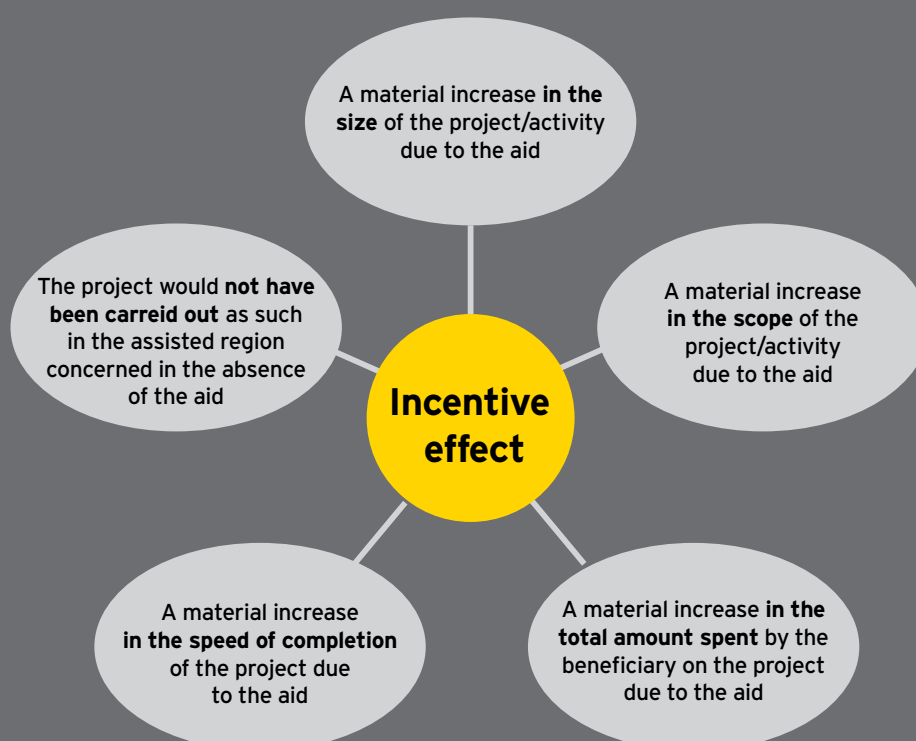 A material increase in the
size of the project/activity
due to the aid
The project would not have
been carreid out as such
in the assisted region
concerned in the absence
of the aid
A material increase
in the scope of the
project/activity
due to the aid
Incentive
effect
A material increase
in the speed of completion
of the project due
to the aid
A material increase in the
total amount spent by the
beneficiary on the project
due to the aid